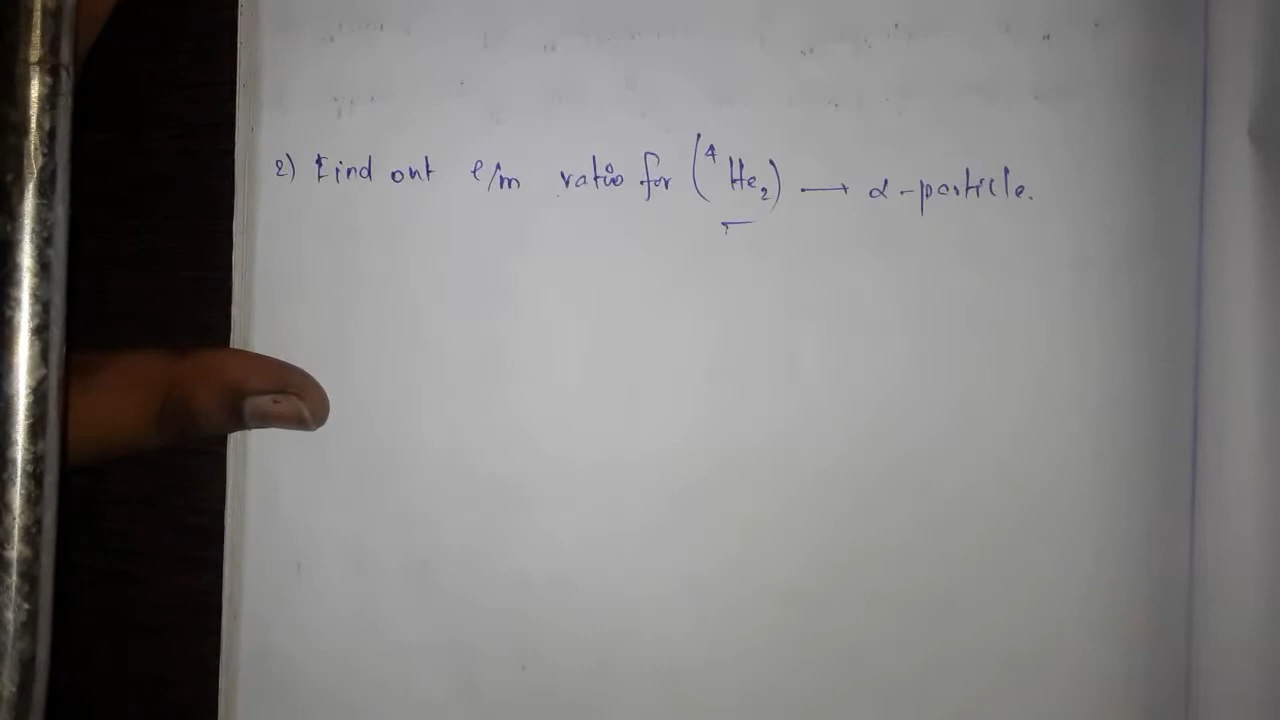 2) Find out e/m ratio for (⁴He₂) → α-particle.